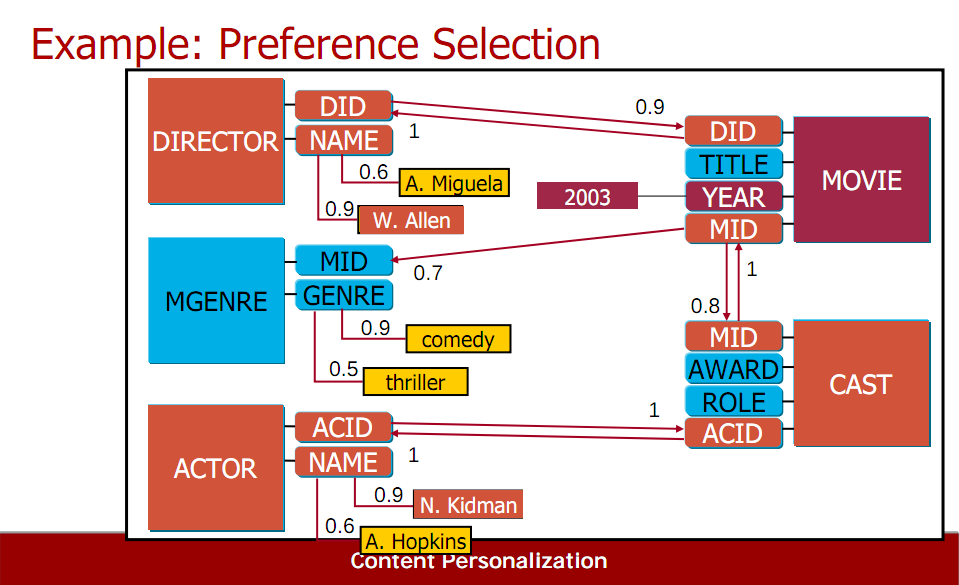 Example: Preference Selection
DIRECTOR
DID
NAME
0.9
1
0.6
A. Miguela
0.9
W. Allen
2003
DID
TITLE
YEAR
MID
MOVIE
MGENRE
MID
GENRE
0.7
0.9
comedy
0.5
thriller
1
0.8
MID
AWARD
ROLE
ACID
CAST
ACTOR
ACID
NAME
1
1
0.9
N. Kidman
0.6
A. Hopkins
Content Personalization